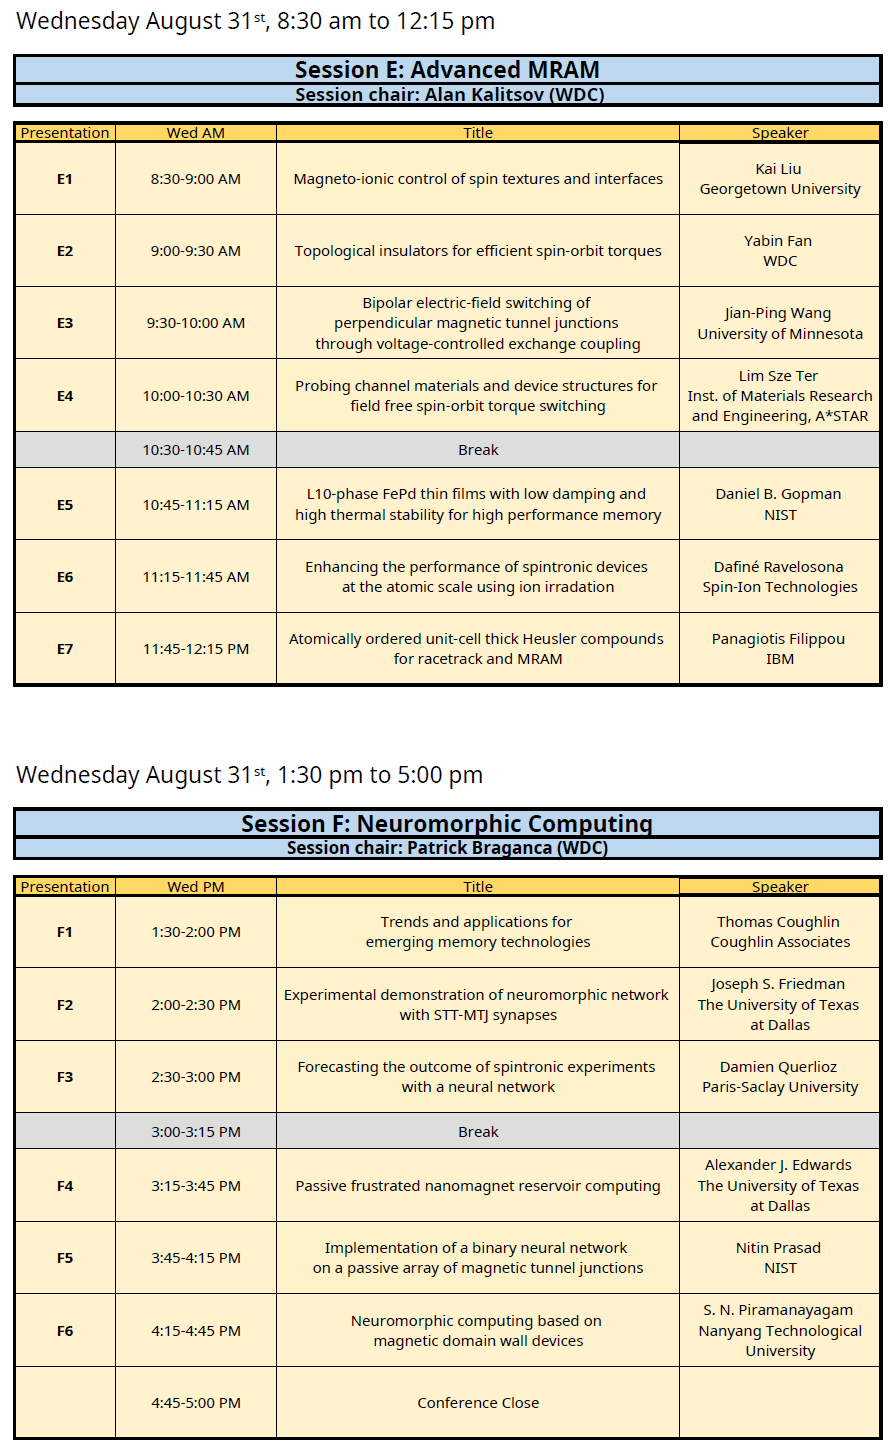 Wednesday August 31st, 8:30 am to 12:15 pm
Session E: Advanced MRAM
Session chair: Alan Kalitsov (WDC)
Presentation Wed AM Title Speaker
E1 8:30-9:00 AM Magneto-ionic control of spin textures and interfaces Kai Liu
Georgetown University
E2 9:00-9:30 AM Topological insulators for efficient spin-orbit torques Yabin Fan
WDC
E3 9:30-10:00 AM Bipolar electric-field switching of
perpendicular magnetic tunnel junctions
through voltage-controlled exchange coupling
Jian-Ping Wang
University of Minnesota
E4 10:00-10:30 AM Probing channel materials and device structures for
field free spin-orbit torque switching
Lim Sze Ter
Inst. of Materials Research
and Engineering, A*STAR
10:30-10:45 AM Break
E5 10:45-11:15 AM L10-phase FePd thin films with low damping and
high thermal stability for high performance memory
Daniel B. Gopman
NIST
E6 11:15-11:45 AM Enhancing the performance of spintronic devices
at the atomic scale using ion irradation
Dafiné Ravelosona
Spin-Ion Technologies
E7 11:45-12:15 PM Atomically ordered unit-cell thick Heusler compounds
for racetrack and MRAM
Panagiotis Filippou
IBM
Wednesday August 31st, 1:30 pm to 5:00 pm
Session F: Neuromorphic Computing
Session chair: Patrick Braganca (WDC)
Presentation Wed PM Title Speaker
F1 1:30-2:00 PM Trends and applications for
emerging memory technologies
Thomas Coughlin
Coughlin Associates
F2 2:00-2:30 PM Experimental demonstration of neuromorphic network
with STT-MTJ synapses
Joseph S. Friedman
The University of Texas
at Dallas
F3 2:30-3:00 PM Forecasting the outcome of spintronic experiments
with a neural network
Damien Querlioz
Paris-Saclay University
3:00-3:15 PM Break
F4 3:15-3:45 PM Passive frustrated nanomagnet reservoir computing
Alexander J. Edwards
The University of Texas
at Dallas
F5 3:45-4:15 PM Implementation of a binary neural network
on a passive array of magnetic tunnel junctions
Nitin Prasad
NIST
F6 4:15-4:45 PM Neuromorphic computing based on
magnetic domain wall devices
S. N. Piramanayagam
Nanyang Technological
University
4:45-5:00 PM Conference Close